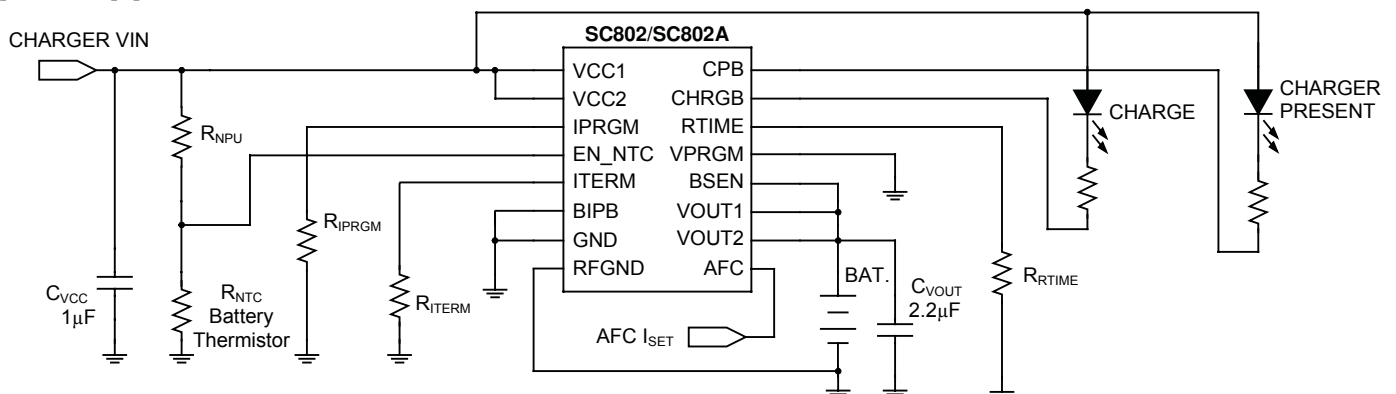 SC802/SC802A
CHARGER VIN
VCC1
VCC2
IPRGM
EN_NTC
ITERM
BIPB
GND
RFGND
CPB
CHRGB
RTIME
VPRGM
BSEN
VOUT1
VOUT2
AFC
CHARGE
CHARGER
PRESENT
RNPU
RIPRGM
RITERM
CVCC
1µF
RNTC
Battery
Thermistor
AFC ISET
BAT.
CVOUT
2.2µF
RRTIME